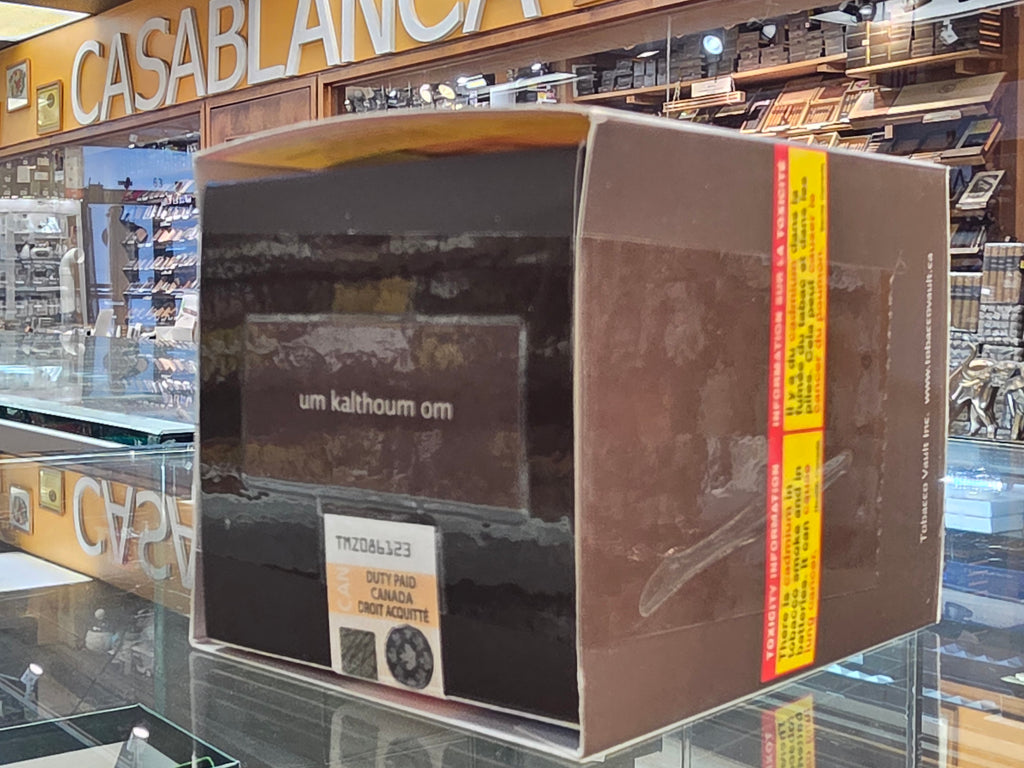 CASABLANCA
um kalthoum om
TMZ086123
CAN
DUTY PAID
CANADA
DROIT ACQUITTÉ
INFORMATION SUR LA TOXICITÉ
Il y a du cadmium dans la
fumée du tabac et dans les
piles. Cela peut causer le
cancer du poumon.
TOXICITY INFORMATION
There is cadmium in
tobacco smoke and in
batteries. It can cause
lung cancer.
Tobacco Vault Inc. www.tobaccovault.ca